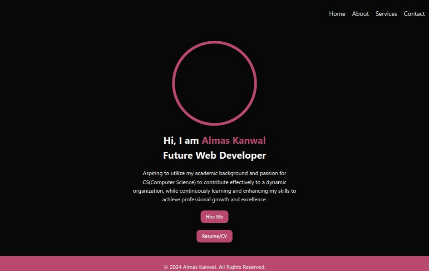 Home About Services Contact
Hi, I am Almas Kanwal
Future Web Developer
Aspiring to utilize my academic background and passion for
CS(Computer Science) to contribute effectively to a dynamic
organization, while continuously learning and enhancing my skills to
achieve professional growth and excellence.
Hire Me
Resume/CV
© 2024 Almas Kanwal. All Rights Reserved.